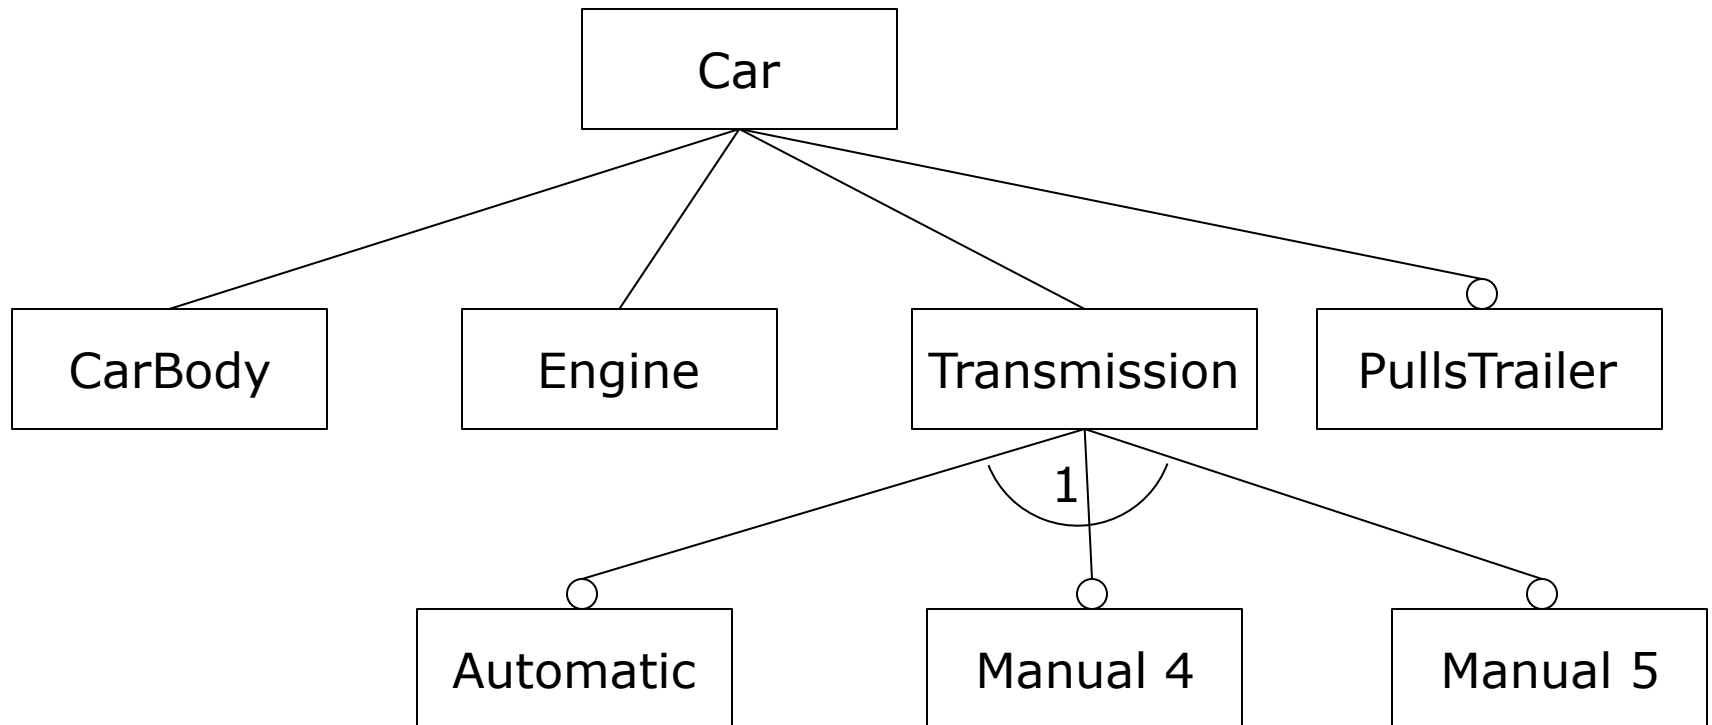 Car
CarBody
Engine
Transmission
PullsTrailer
1
Automatic
Manual 4
Manual 5